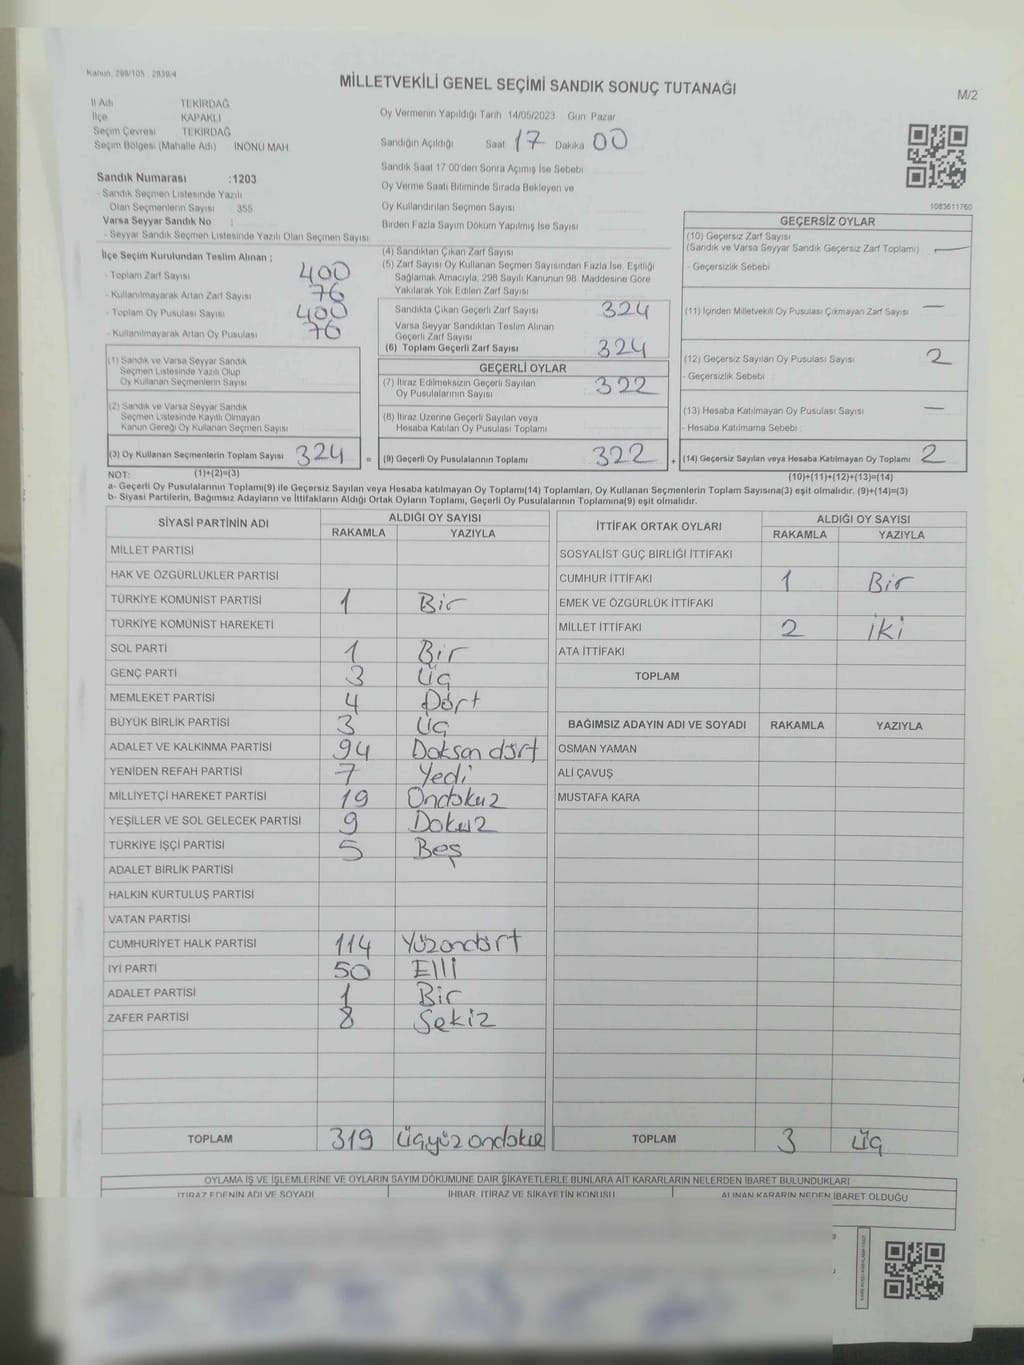 Kanun: 298/105 - 2839/4
MİLLETVEKİLİ GENEL SEÇİMİ SANDIK SONUÇ TUTANAĞI
M/2
İl Adı TEKİRDAĞ
İlçe KAPAKLI
Seçim Çevresi TEKİRDAĞ
Seçim Bölgesi (Mahalle Adı) İNÖNÜ MAH
Oy Vermenin Yapıldığı Tarih 14/05/2023 Gün Pazar
Sandığın Açıldığı Saat 17 Dakika 00
Sandık Saat 17:00'den Sonra Açılmış İse Sebebi
Oy Verme Saati Bitiminde Sırada Bekleyen ve
Oy Kullandırılan Seçmen Sayısı
Birden Fazla Sayım Döküm Yapılmış İse Sayısı
1083611760
Sandık Numarası :1203
- Sandık Seçmen Listesinde Yazılı
Olan Seçmenlerin Sayısı : 355
Varsa Seyyar Sandık No :
- Seyyar Sandık Seçmen Listesinde Yazılı Olan Seçmen Sayısı
İlçe Seçim Kurulundan Teslim Alınan ;
- Toplam Zarf Sayısı 400
- Kullanılmayarak Artan Zarf Sayısı 76
- Toplam Oy Pusulası Sayısı 400
- Kullanılmayarak Artan Oy Pusulası 76
(1) Sandık ve Varsa Seyyar Sandık
Seçmen Listesinde Yazılı Olup
Oy Kullanan Seçmenlerin Sayısı
(2) Sandık ve Varsa Seyyar Sandık
Seçmen Listesinde Kayıtlı Olmayan
Kanun Gereği Oy Kullanan Seçmen Sayısı
(3) Oy Kullanan Seçmenlerin Toplam Sayısı 324 =
(4) Sandıktan Çıkan Zarf Sayısı
(5) Zarf Sayısı Oy Kullanan Seçmen Sayısından Fazla İse, Eşitliği
Sağlamak Amacıyla, 298 Sayılı Kanunun 98. Maddesine Göre
Yakılarak Yok Edilen Zarf Sayısı
Sandıkta Çıkan Geçerli Zarf Sayısı 324
Varsa Seyyar Sandıktan Teslim Alınan
Geçerli Zarf Sayısı
(6) Toplam Geçerli Zarf Sayısı 324
GEÇERLİ OYLAR
(7) İtiraz Edilmeksizin Geçerli Sayılan
Oy Pusulalarının Sayısı 322
(8) İtiraz Üzerine Geçerli Sayılan veya
Hesaba Katılan Oy Pusulası Toplamı
(9) Geçerli Oy Pusulalarının Toplamı 322 +
GEÇERSİZ OYLAR
(10) Geçersiz Zarf Sayısı
(Sandık ve Varsa Seyyar Sandık Geçersiz Zarf Toplamı) —
- Geçersizlik Sebebi :
(11) İçinden Milletvekili Oy Pusulası Çıkmayan Zarf Sayısı —
(12) Geçersiz Sayılan Oy Pusulası Sayısı 2
- Geçersizlik Sebebi :
(13) Hesaba Katılmayan Oy Pusulası Sayısı —
- Hesaba Katılmama Sebebi :
(14) Geçersiz Sayılan veya Hesaba Katılmayan Oy Toplamı 2
NOT: (1)+(2)=(3) (10)+(11)+(12)+(13)=(14)
a- Geçerli Oy Pusulalarının Toplamı(9) ile Geçersiz Sayılan veya Hesaba katılmayan Oy Toplamı(14) Toplamları, Oy Kullanan Seçmenlerin Toplam Sayısına(3) eşit olmalıdır. (9)+(14)=(3)
b- Siyasi Partilerin, Bağımsız Adayların ve İttifakların Aldığı Ortak Oyların Toplamı, Geçerli Oy Pusulalarının Toplamına(9) eşit olmalıdır.
SİYASİ PARTİNİN ADI ALDIĞI OY SAYISI
RAKAMLA YAZIYLA
MİLLET PARTİSİ
HAK VE ÖZGÜRLÜKLER PARTİSİ
TÜRKİYE KOMÜNİST PARTİSİ 1 Bir
TÜRKİYE KOMÜNİST HAREKETİ
SOL PARTİ 1 Bir
GENÇ PARTİ 3 Üç
MEMLEKET PARTİSİ 4 Dört
BÜYÜK BİRLİK PARTİSİ 3 Üç
ADALET VE KALKINMA PARTİSİ 94 Doksan dört
YENİDEN REFAH PARTİSİ 7 Yedi
MİLLİYETÇİ HAREKET PARTİSİ 19 Ondokuz
YEŞİLLER VE SOL GELECEK PARTİSİ 9 Dokuz
TÜRKİYE İŞÇİ PARTİSİ 5 Beş
ADALET BİRLİK PARTİSİ
HALKIN KURTULUŞ PARTİSİ
VATAN PARTİSİ
CUMHURİYET HALK PARTİSİ 114 Yüzondört
İYİ PARTİ 50 Elli
ADALET PARTİSİ 1 Bir
ZAFER PARTİSİ 8 Sekiz
TOPLAM 319
İTTİFAK ORTAK OYLARI ALDIĞI OY SAYISI
RAKAMLA YAZIYLA
SOSYALİST GÜÇ BİRLİĞİ İTTİFAKI
CUMHUR İTTİFAKI 1 Bir
EMEK VE ÖZGÜRLÜK İTTİFAKI
MİLLET İTTİFAKI 2 iki
ATA İTTİFAKI
TOPLAM
BAĞIMSIZ ADAYIN ADI VE SOYADI RAKAMLA YAZIYLA
OSMAN YAMAN
ALİ ÇAVUŞ
MUSTAFA KARA
TOPLAM 3 üç
OYLAMA İŞ VE İŞLEMLERİNE VE OYLARIN SAYIM DÖKÜMÜNE DAİR ŞİKAYETLERLE BUNLARA AİT KARARLARIN NELERDEN İBARET BULUNDUKLARI
İTİRAZ EDENİN ADI VE SOYADI İHBAR, İTİRAZ VE ŞİKAYETİN KONUSU ALINAN KARARIN NEDEN İBARET OLDUĞU